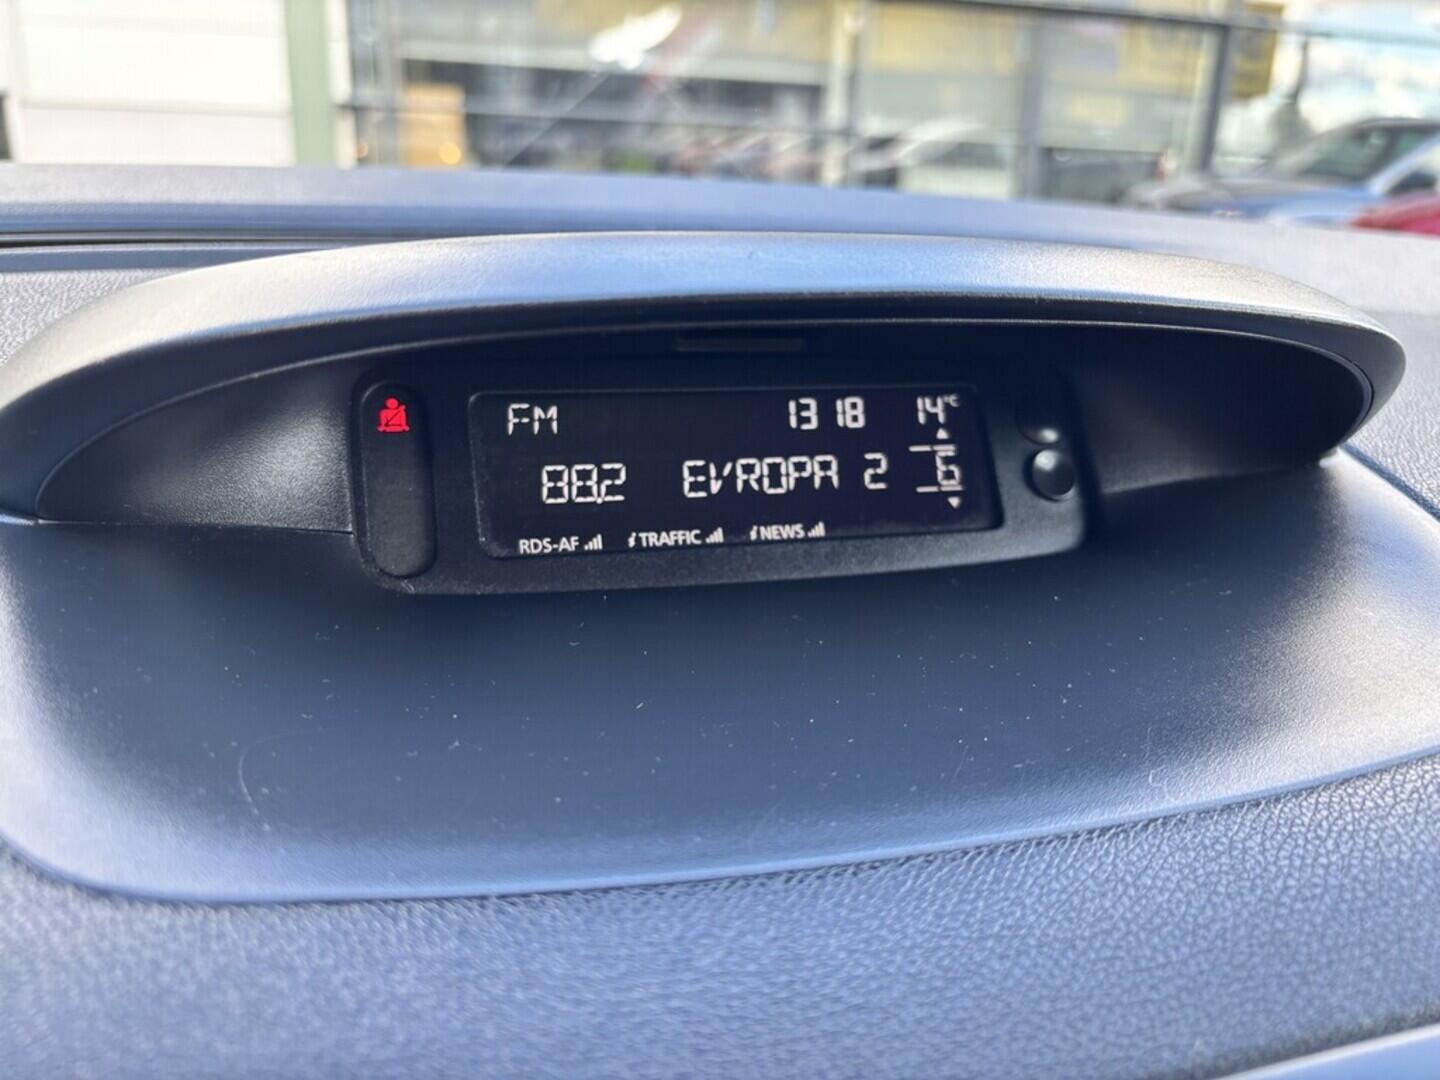 FM 13 18 14°C
88.2 EVROPA 2 6
RDS-AF i TRAFFIC i NEWS